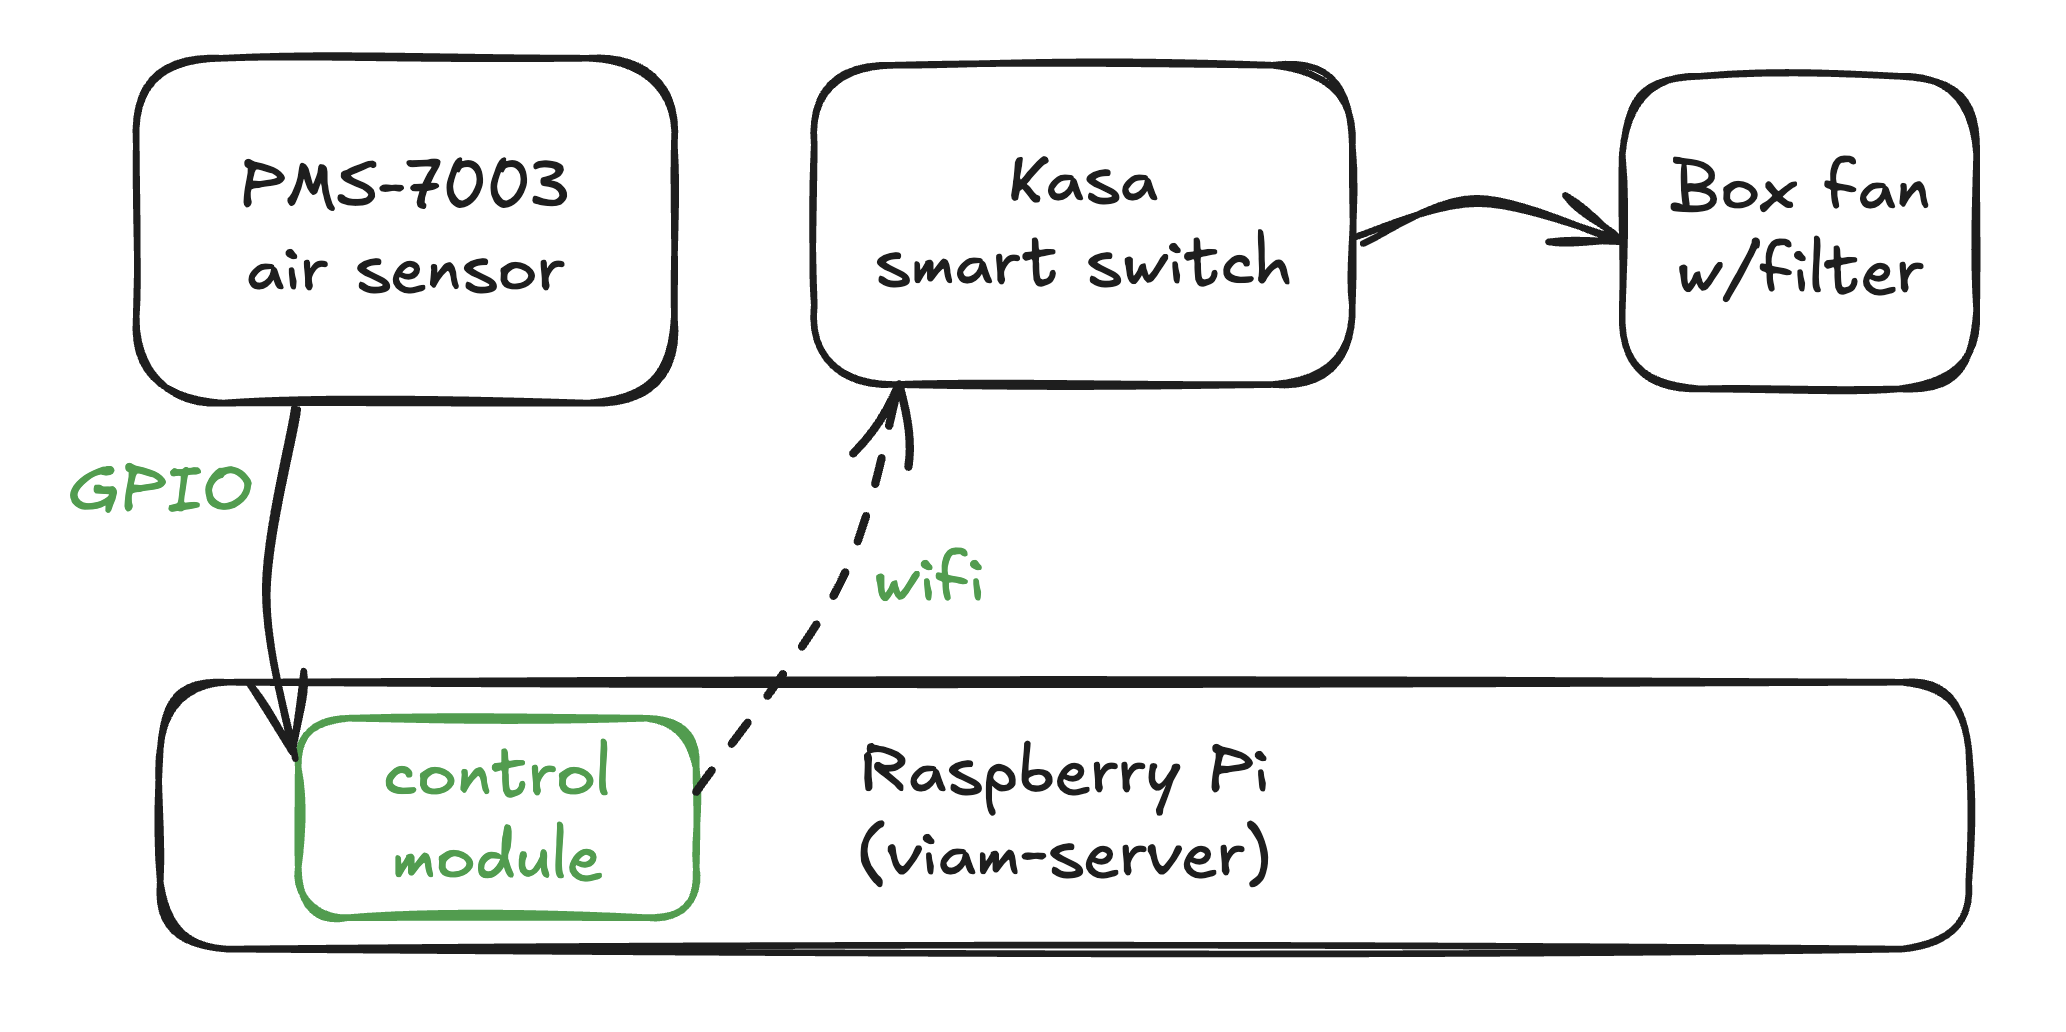 PMS-7003
air sensor
Kasa
smart switch
Box fan
w/filter
GPIO
wifi
control
module
Raspberry Pi
(viam-server)